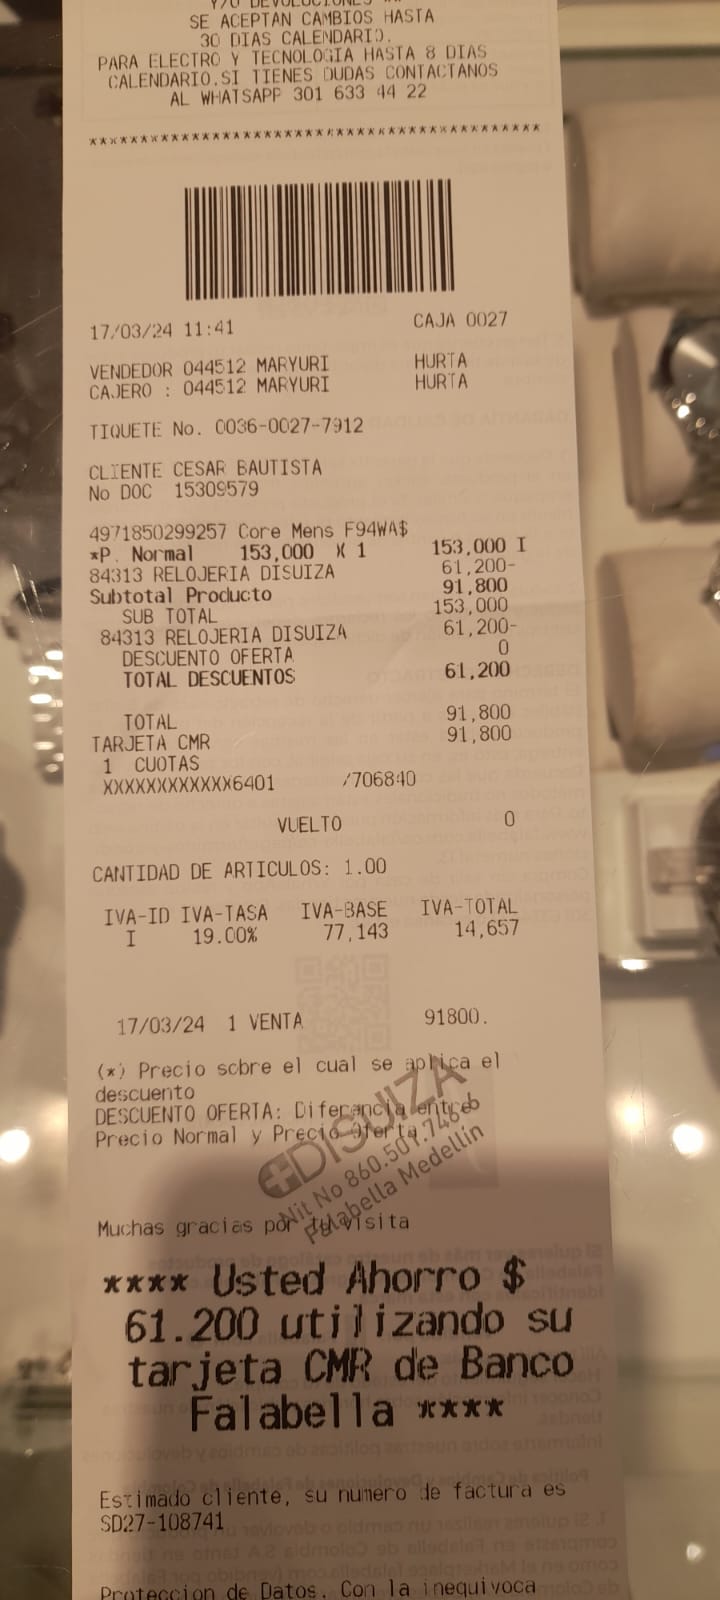 Y/O DEVOLUCIONES
SE ACEPTAN CAMBIOS HASTA
30 DIAS CALENDARIO.
PARA ELECTRO Y TECNOLOGIA HASTA 8 DIAS
CALENDARIO.SI TIENES DUDAS CONTACTANOS
AL WHATSAPP 301 633 44 22
******************************************
17/03/24 11:41 CAJA 0027
VENDEDOR 044512 MARYURI HURTA
CAJERO : 044512 MARYURI HURTA
TIQUETE No. 0036-0027-7912
CLIENTE CESAR BAUTISTA
No DOC 15309579
4971850299257 Core Mens F94WA$
*P. Normal 153,000 X 1 153,000 I
84313 RELOJERIA DISUIZA 61,200-
Subtotal Producto 91,800
SUB TOTAL 153,000
84313 RELOJERIA DISUIZA 61,200-
DESCUENTO OFERTA 0
TOTAL DESCUENTOS 61,200
TOTAL 91,800
TARJETA CMR 91,800
1 CUOTAS
XXXXXXXXXXXX6401 /706840
VUELTO 0
CANTIDAD DE ARTICULOS: 1.00
IVA-ID IVA-TASA IVA-BASE IVA-TOTAL
I 19.00% 77,143 14,657
17/03/24 1 VENTA 91800.
(*) Precio sobre el cual se aplica el
descuento
DESCUENTO OFERTA: Diferencia entre
Precio Normal y Precio Oferta
DISUIZA
Nit No 860.501.746-
Falabella Medellín
Muchas gracias por tu visita
**** Usted Ahorro $
61.200 utilizando su
tarjeta CMR de Banco
Falabella ****
Estimado cliente, su numero de factura es
SD27-108741
Proteccion de Datos. Con la inequivoca